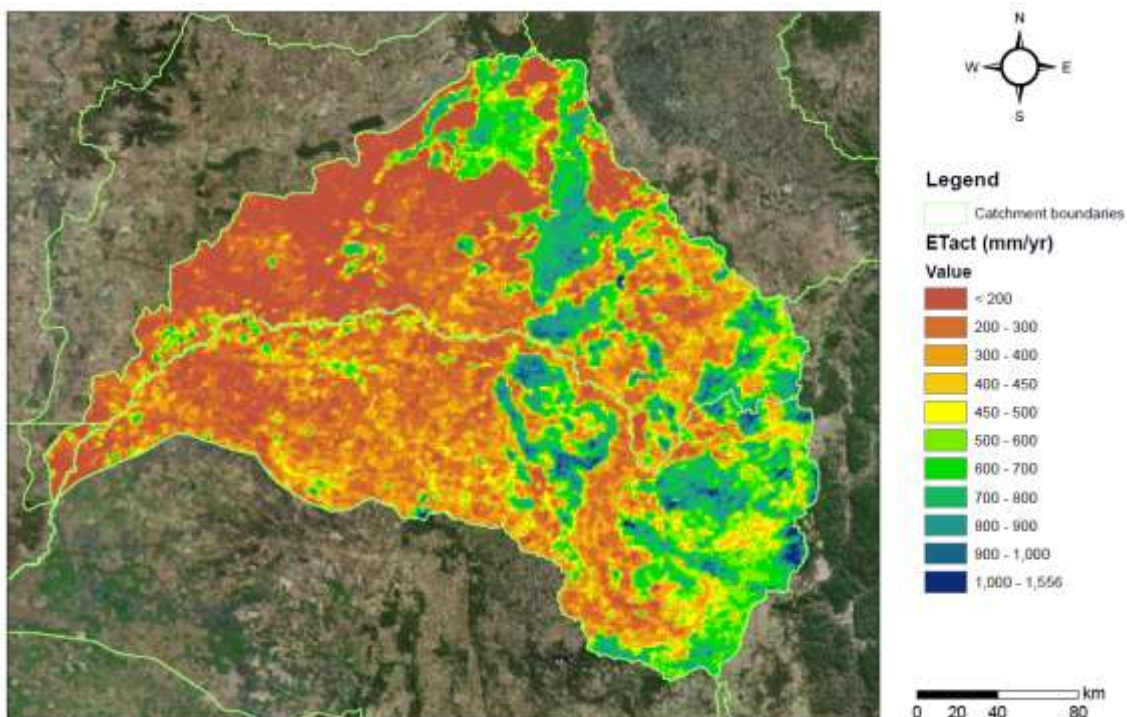 N
W E
S
Legend
Catchment boundaries
ETact (mm/yr)
Value
< 200
200 - 300
300 - 400
400 - 450
450 - 500
500 - 600
600 - 700
700 - 800
800 - 900
900 - 1,000
1,000 - 1,556
km
0 20 40 80